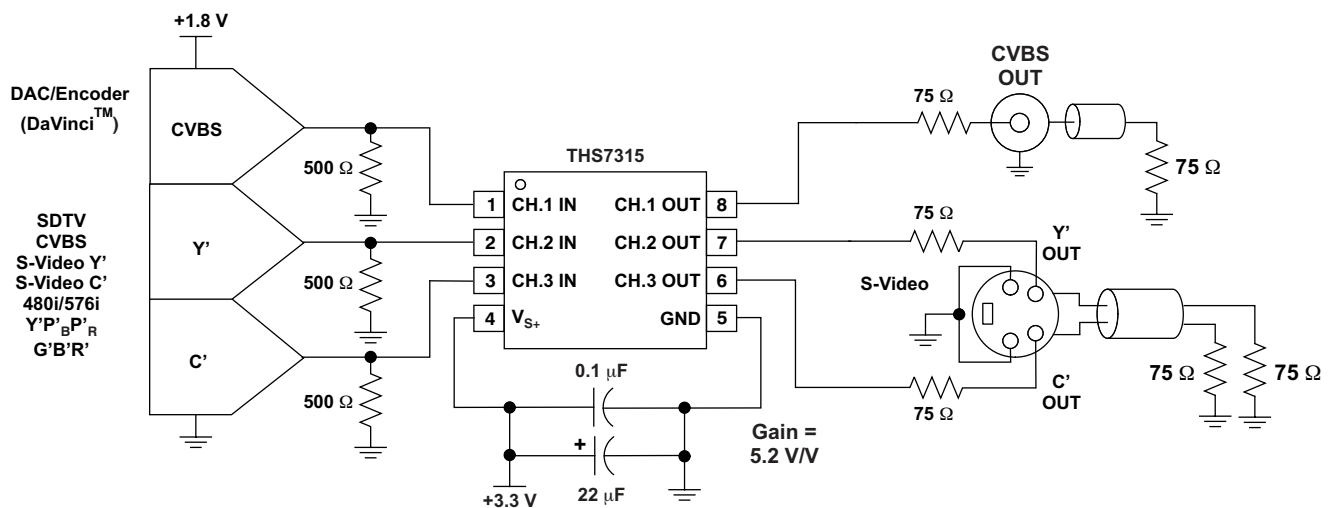 +1.8 V
DAC/Encoder
(DaVinci™)
CVBS
Y'
C'
SDTV
CVBS
S-Video Y'
S-Video C'
480i/576i
Y'P'BP'R
G'B'R'
500 Ω
500 Ω
500 Ω
THS7315
1 CH.1 IN CH.1 OUT 8
2 CH.2 IN CH.2 OUT 7
3 CH.3 IN CH.3 OUT 6
4 VS+ GND 5
0.1 μF
+
22 μF
+3.3 V
Gain =
5.2 V/V
75 Ω
CVBS
OUT
75 Ω
75 Ω
Y'
OUT
S-Video
75 Ω
C'
OUT
75 Ω
75 Ω